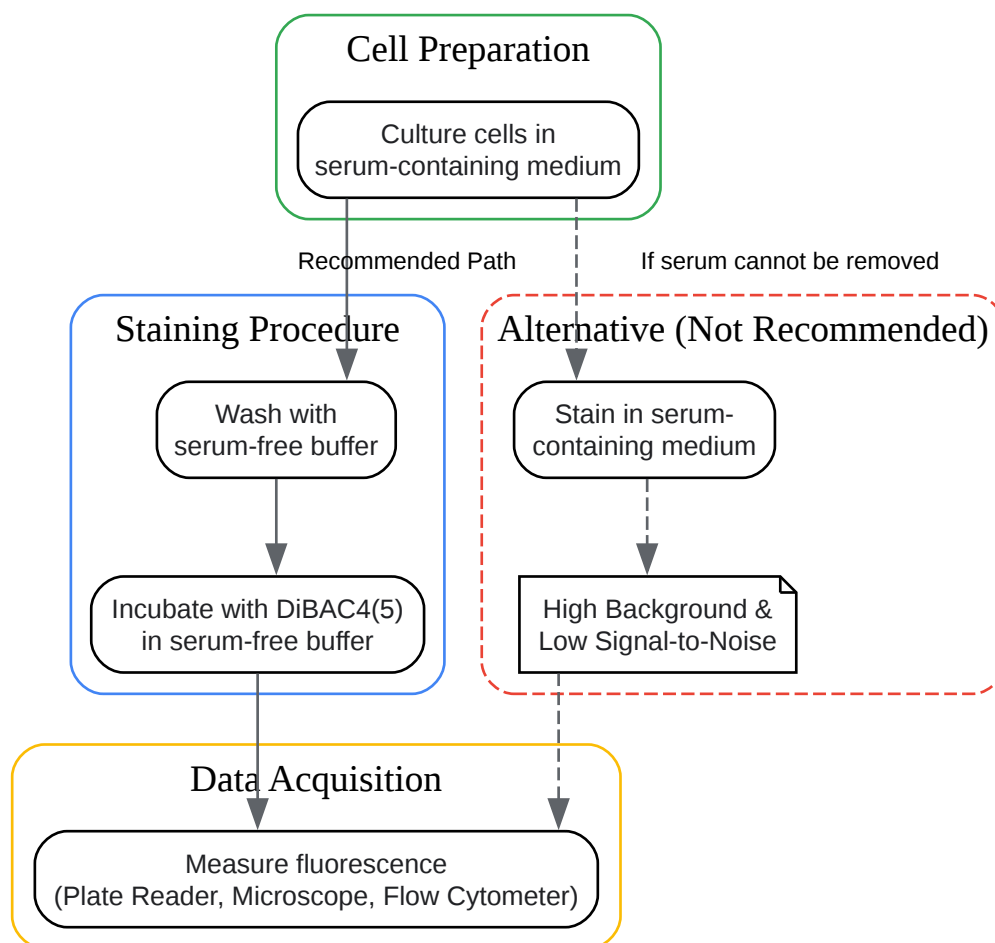 Cell Preparation
Culture cells in
serum-containing medium
Recommended Path
If serum cannot be removed
Staining Procedure
Wash with
serum-free buffer
Incubate with DiBAC4(5)
in serum-free buffer
Alternative (Not Recommended)
Stain in serum-
containing medium
High Background &
Low Signal-to-Noise
Data Acquisition
Measure fluorescence
(Plate Reader, Microscope, Flow Cytometer)